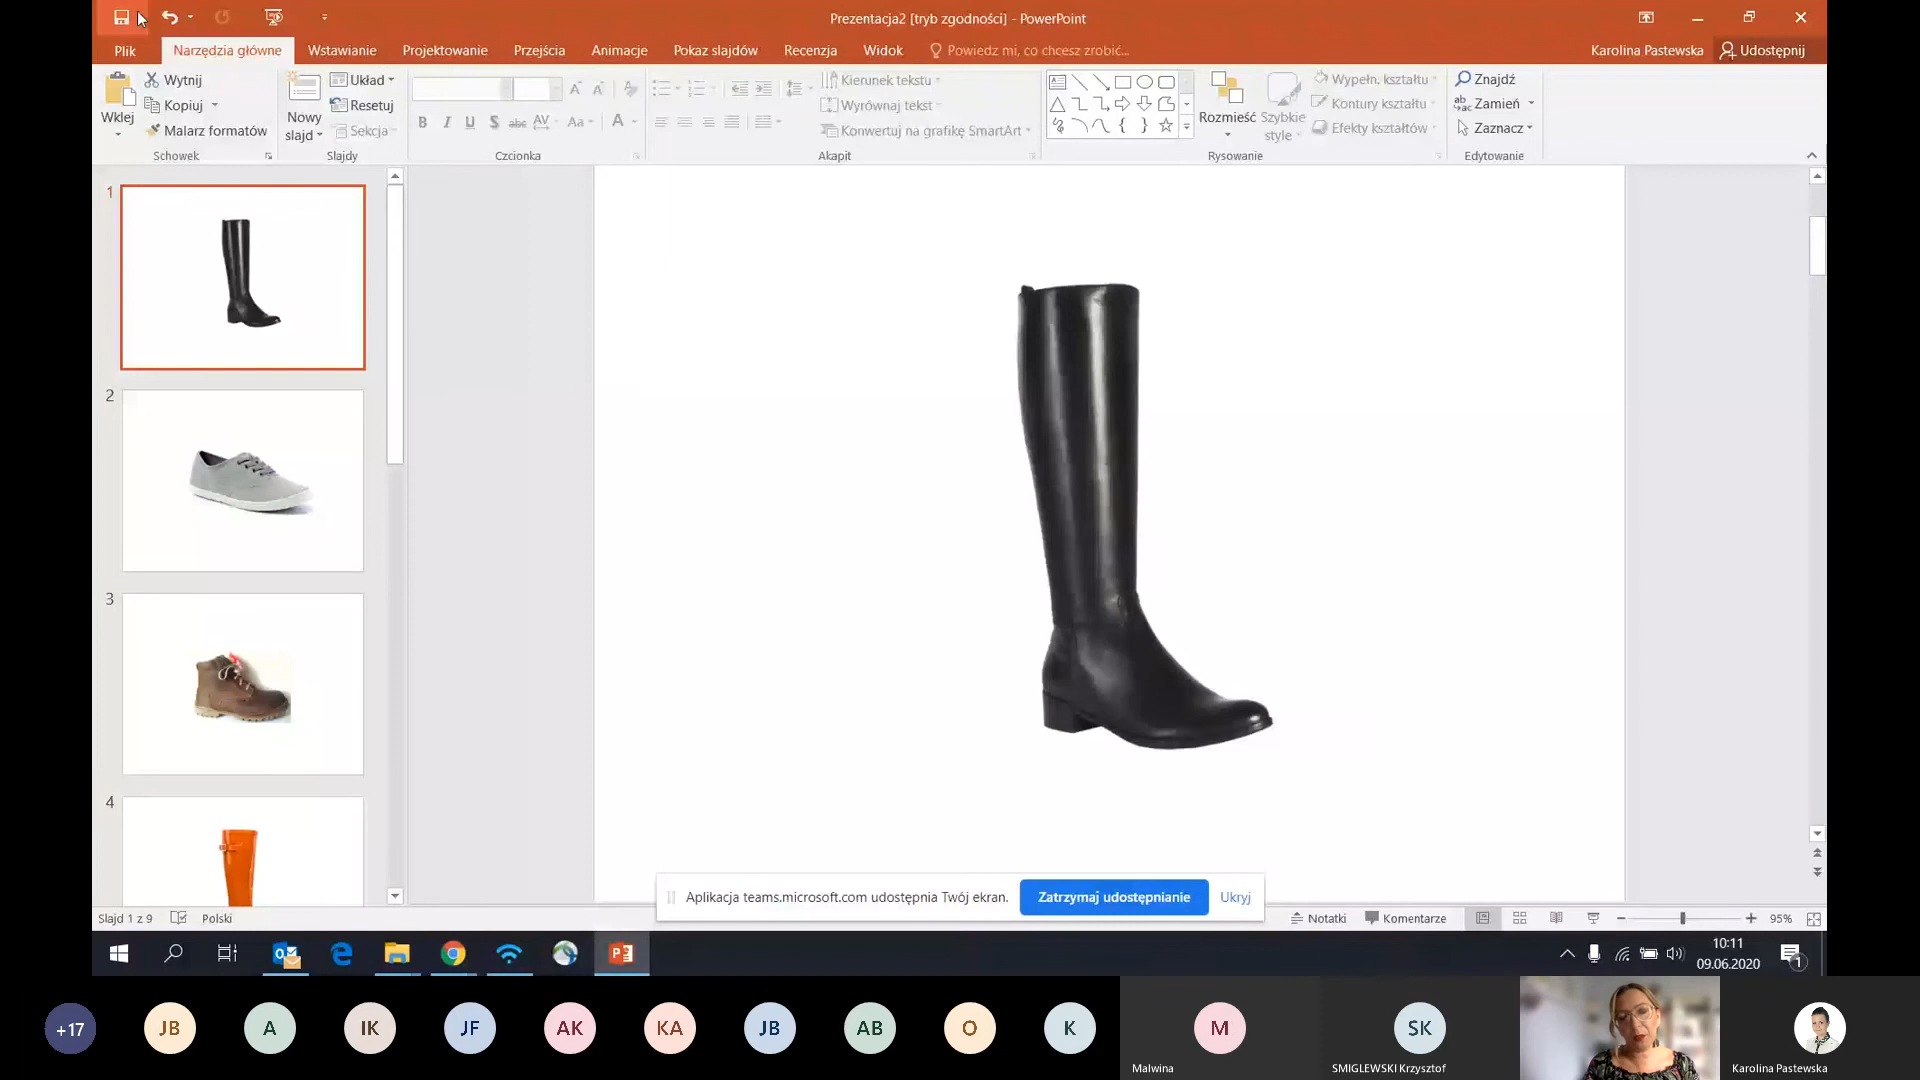 Prezentacja2 [tryb zgodności] - PowerPoint
Plik
Narzędzia główne
Wstawianie
Projektowanie
Przejścia
Animacje
Pokaz slajdów
Recenzja
Widok
Powiedz mi, co chcesz zrobić...
Karolina Pastewska
Udostępnij
Wklej
Wytnij
Kopiuj
Malarz formatów
Schowek
Nowy
slajd
Układ
Resetuj
Sekcja
Slajdy
B I U S abc AV Aa A
Czcionka
Kierunek tekstu
Wyrównaj tekst
Konwertuj na grafikę SmartArt
Akapit
Rozmieść
Szybkie
style
Wypełn. kształtu
Kontury kształtu
Efekty kształtów
Rysowanie
Znajdź
Zamień
Zaznacz
Edytowanie
1
2
3
4
Aplikacja teams.microsoft.com udostępnia Twój ekran.
Zatrzymaj udostępnianie
Ukryj
Slajd 1 z 9
Polski
Notatki
Komentarze
95%
10:11
09.06.2020
1
+17
JB
A
IK
JF
AK
KA
JB
AB
O
K
M
Malwina
SK
SMIGLEWSKI Krzysztof
Karolina Pastewska